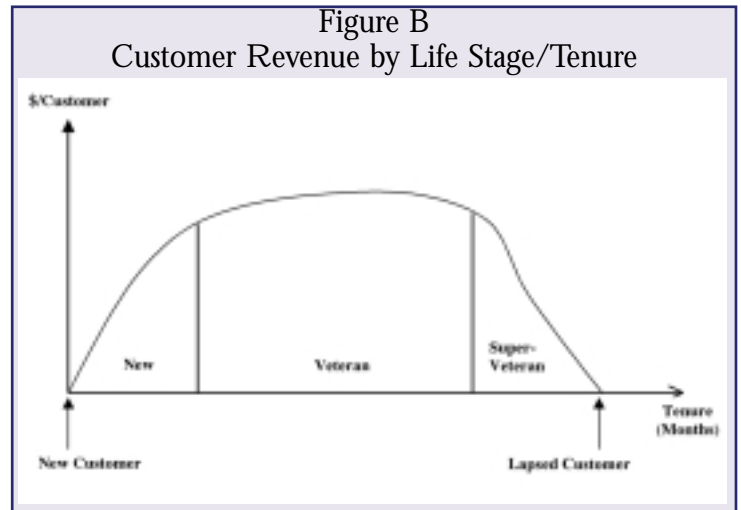 Figure B
Customer Revenue by Life Stage/Tenure
$/Customer
New
Veteran
Super-
Veteran
Tenure
(Months)
New Customer
Lapsed Customer